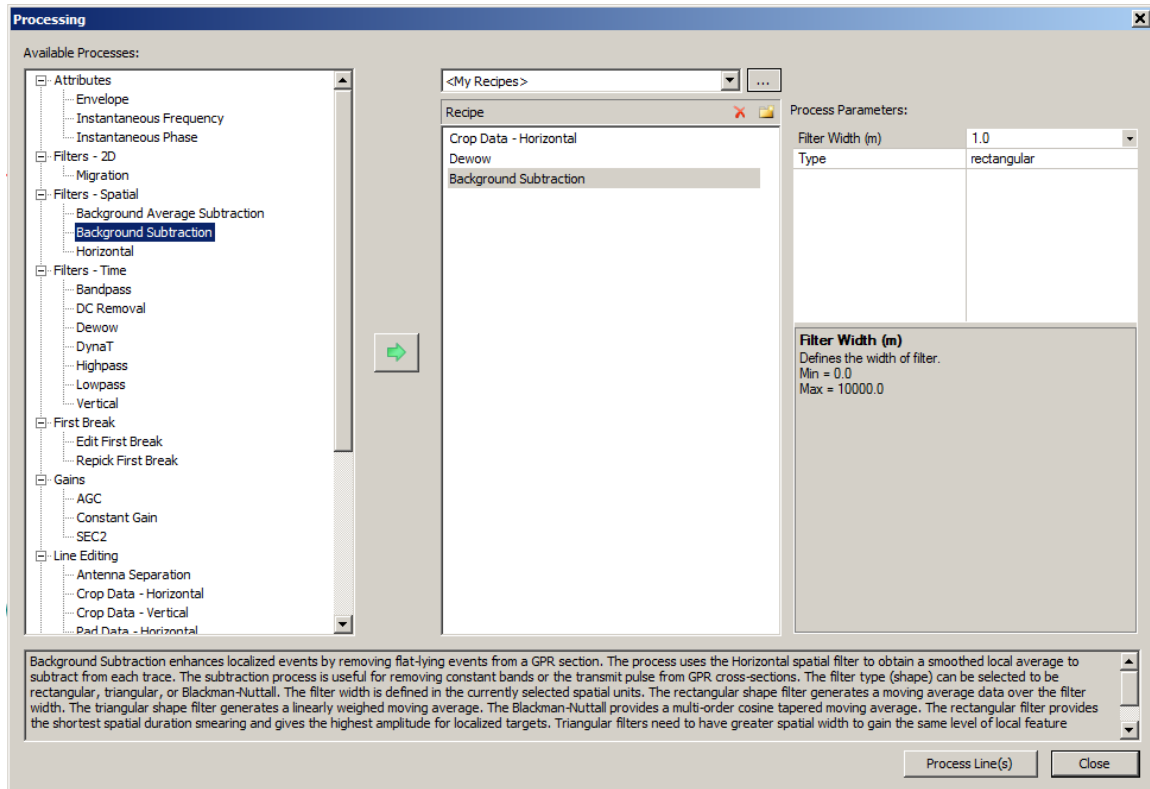 Processing
Available Processes:
Attributes
Envelope
Instantaneous Frequency
Instantaneous Phase
Filters - 2D
Migration
Filters - Spatial
Background Average Subtraction
Background Subtraction
Horizontal
Filters - Time
Bandpass
DC Removal
Dewow
DynaT
Highpass
Lowpass
Vertical
First Break
Edit First Break
Repick First Break
Gains
AGC
Constant Gain
SEC2
Line Editing
Antenna Separation
Crop Data - Horizontal
Crop Data - Vertical
Pad Data - Horizontal
<My Recipes>
...
Recipe
Crop Data - Horizontal
Dewow
Background Subtraction
Process Parameters:
Filter Width (m) 1.0
Type rectangular
Filter Width (m)
Defines the width of filter.
Min = 0.0
Max = 10000.0
Background Subtraction enhances localized events by removing flat-lying events from a GPR section. The process uses the Horizontal spatial filter to obtain a smoothed local average to
subtract from each trace. The subtraction process is useful for removing constant bands or the transmit pulse from GPR cross-sections. The filter type (shape) can be selected to be
rectangular, triangular, or Blackman-Nuttall. The filter width is defined in the currently selected spatial units. The rectangular shape filter generates a moving average data over the filter
width. The triangular shape filter generates a linearly weighed moving average. The Blackman-Nuttall provides a multi-order cosine tapered moving average. The rectangular filter provides
the shortest spatial duration smearing and gives the highest amplitude for localized targets. Triangular filters need to have greater spatial width to gain the same level of local feature
Process Line(s)
Close